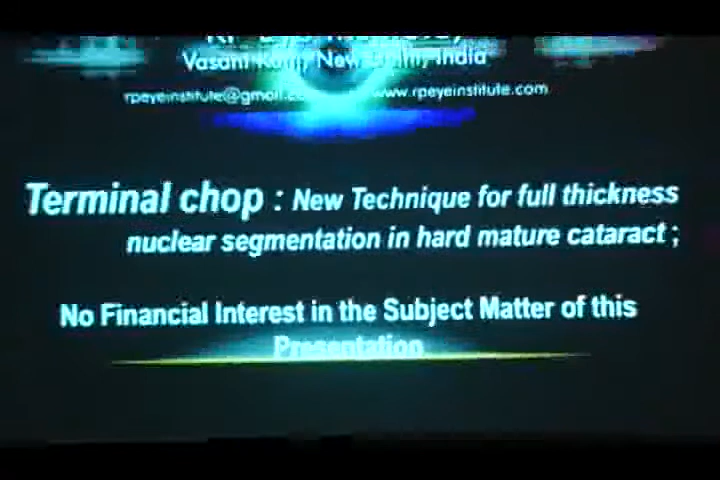 Vasant Kunj, New Delhi, India
rpeyeinstitute@gmail.co www.rpeyeinstitute.com
Terminal chop : New Technique for full thickness
nuclear segmentation in hard mature cataract ;
No Financial Interest in the Subject Matter of this
Presentation